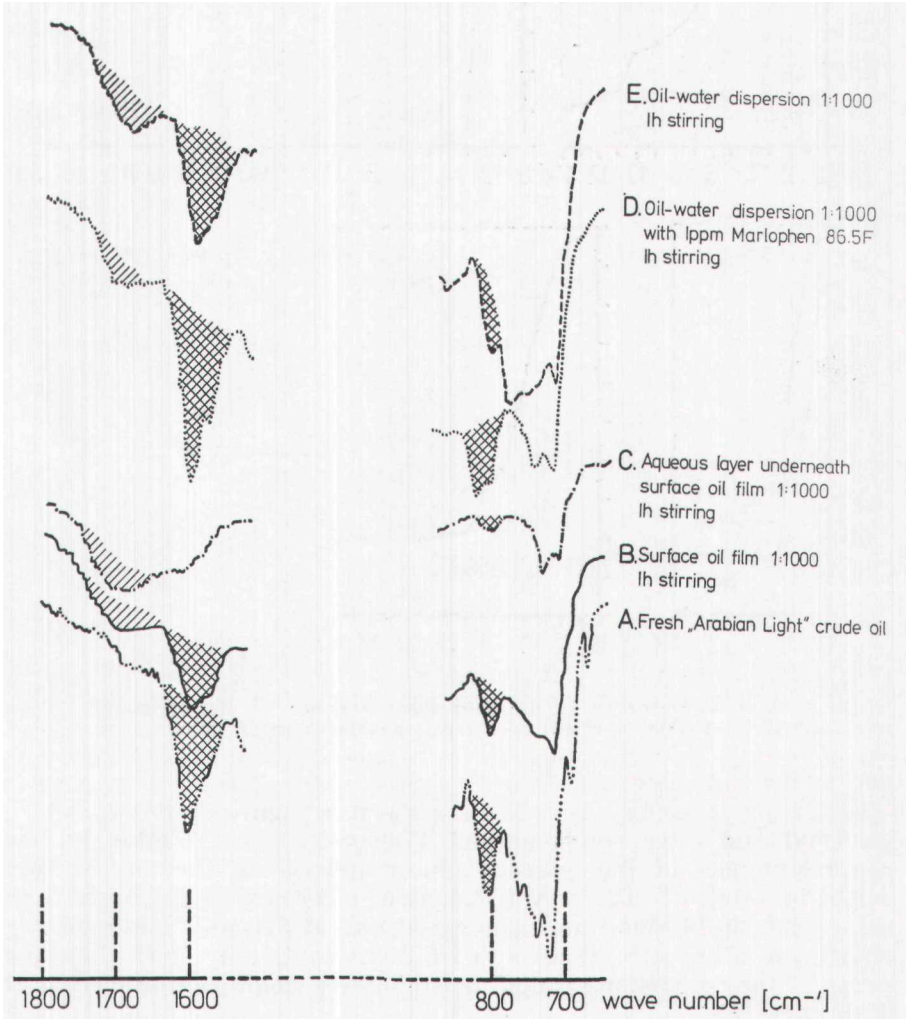 E. Oil-water dispersion 1:1000
1h stirring
D. Oil-water dispersion 1:1000
with 1ppm Marlophen 86.5F
1h stirring
C. Aqueous layer underneath
surface oil film 1:1000
1h stirring
B. Surface oil film 1:1000
1h stirring
A. Fresh „Arabian Light" crude oil
1800 1700 1600 800 700 wave number [cm⁻¹]